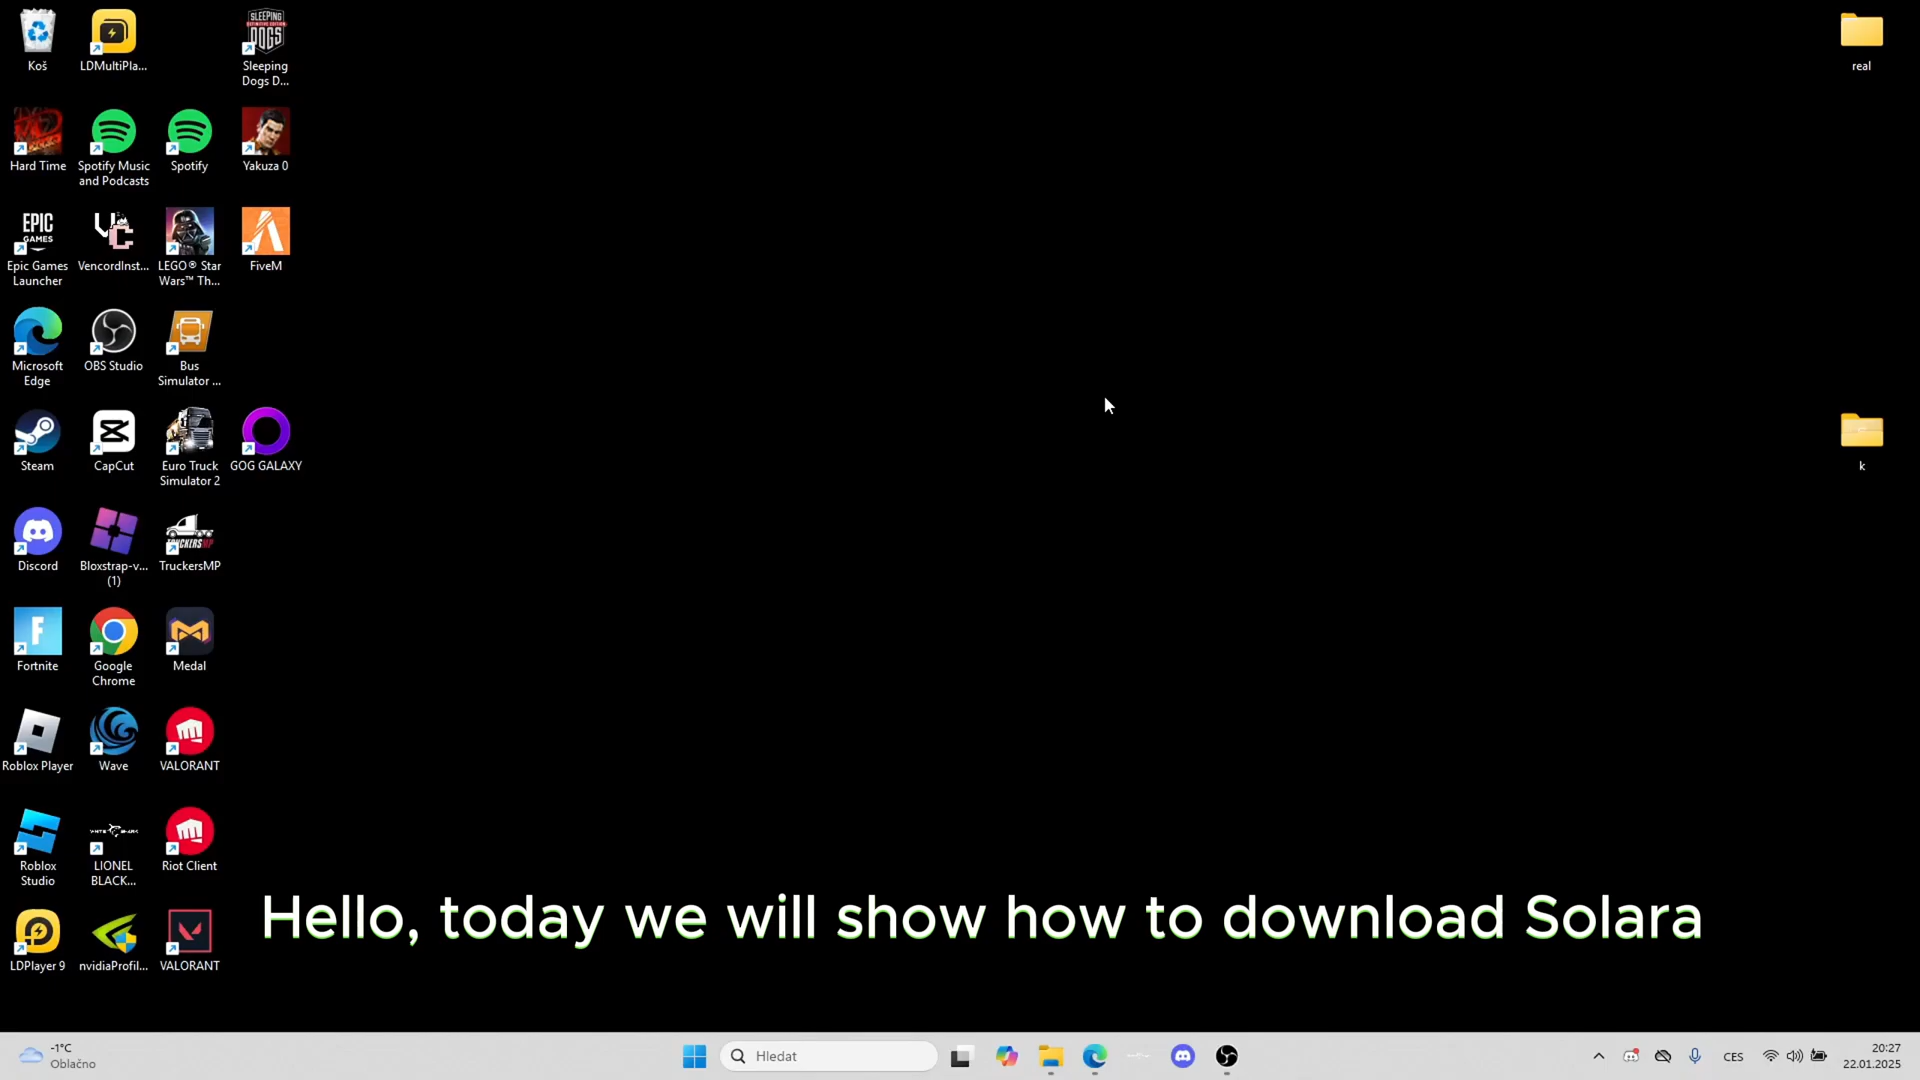 Koš
LDMultiPla...
SLEEPING
DOGS
Sleeping
Dogs D...
real
Hard Time
Spotify Music
and Podcasts
Spotify
Yakuza 0
EPIC
GAMES
Epic Games
Launcher
VencordInst...
LEGO® Star
Wars™ Th...
FiveM
Microsoft
Edge
OBS Studio
Bus
Simulator ...
Steam
CapCut
Euro Truck
Simulator 2
GOG GALAXY
k
Discord
Bloxstrap-v...
(1)
TruckersMP
Fortnite
Google
Chrome
Medal
Roblox Player
Wave
VALORANT
Roblox
Studio
LIONEL
BLACK...
Riot Client
Hello, today we will show how to download Solara
LDPlayer 9
nvidiaProfil...
VALORANT
-1°C
Oblačno
Hledat
CES
20:27
22.01.2025